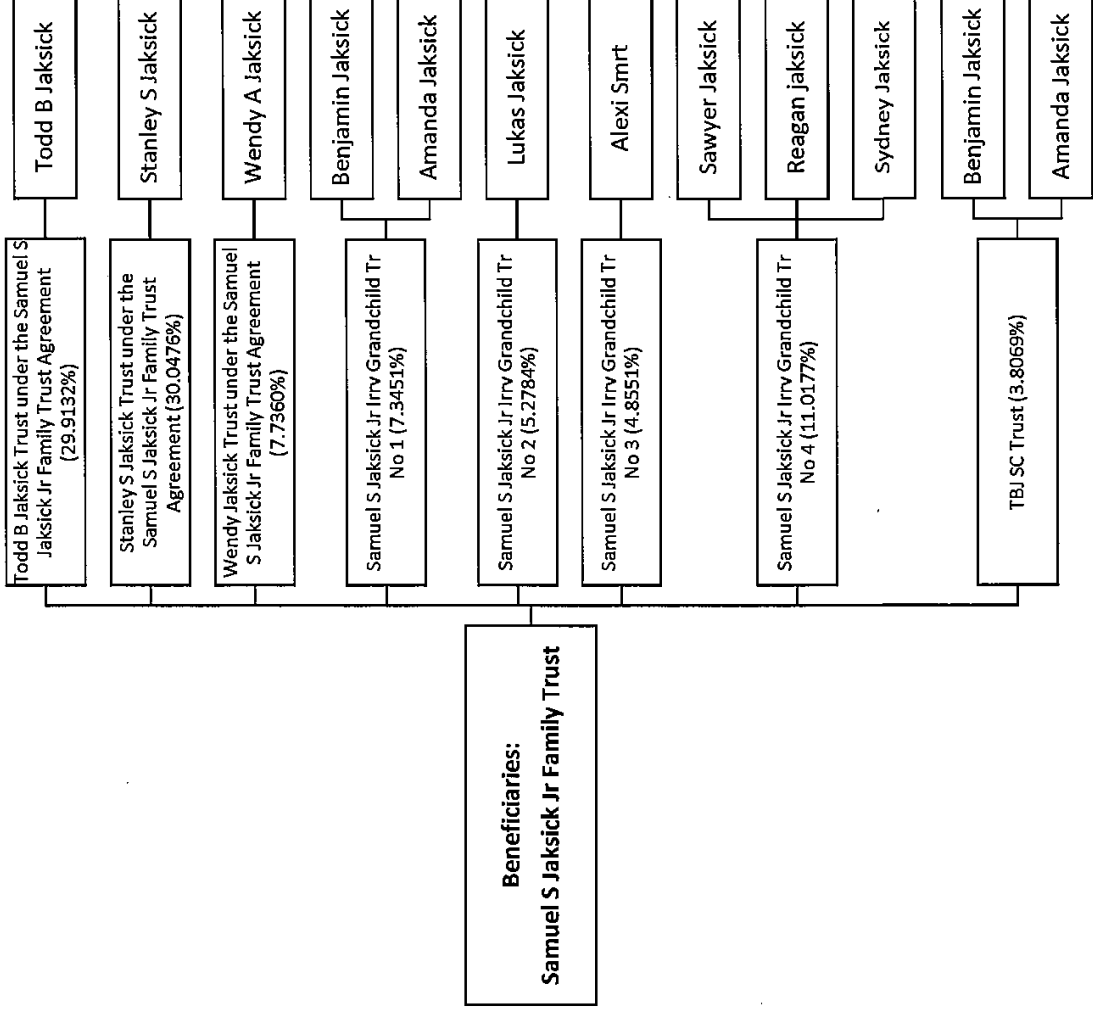 Beneficiaries:
Samuel S Jaksick Jr Family Trust
Todd B Jaksick Trust under the Samuel S
Jaksick Jr Family Trust Agreement
(29.9132%)
Todd B Jaksick
Stanley S Jaksick Trust under the
Samuel S Jaksick Jr Family Trust
Agreement (30.0476%)
Stanley S Jaksick
Wendy Jaksick Trust under the Samuel
S Jaksick Jr Family Trust Agreement
(7.7360%)
Wendy A Jaksick
Samuel S Jaksick Jr Irrv Grandchild Tr
No 1 (7.3451%)
Benjamin Jaksick
Amanda Jaksick
Samuel S Jaksick Jr Irrv Grandchild Tr
No 2 (5.2784%)
Lukas Jaksick
Samuel S Jaksick Jr Irrv Grandchild Tr
No 3 (4.8551%)
Alexi Smrt
Samuel S Jaksick Jr Irrv Grandchild Tr
No 4 (11.0177%)
Sawyer Jaksick
Reagan jaksick
Sydney Jaksick
TBJ SC Trust (3.8069%)
Benjamin Jaksick
Amanda Jaksick